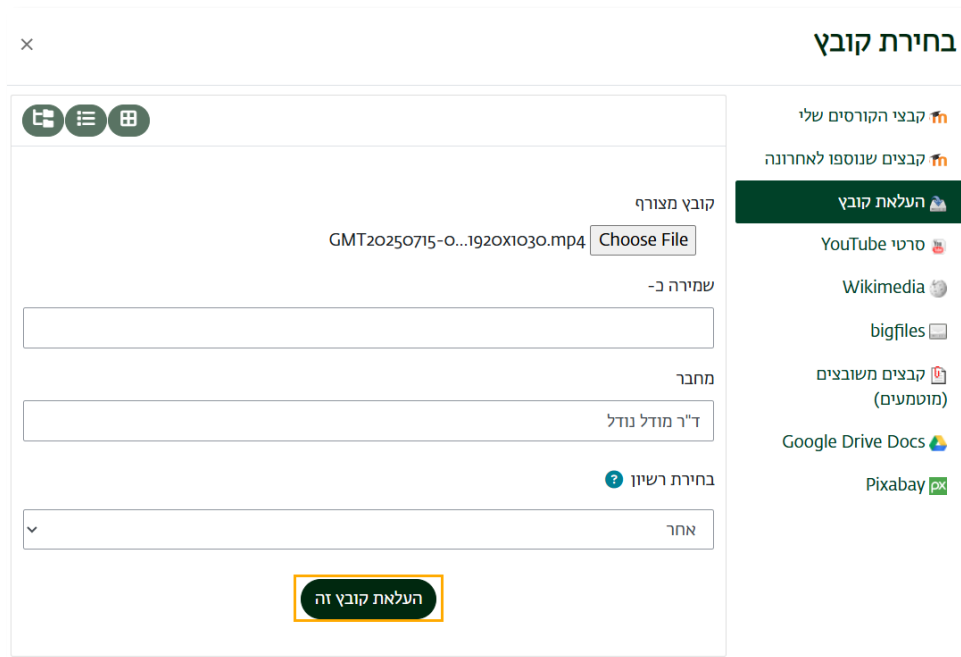 בחירת קובץ
קבצי הקורסים שלי
קבצים שנוספו לאחרונה
העלאת קובץ
סרטי YouTube
Wikimedia
bigfiles
קבצים משובצים
(מוטמעים)
Google Drive Docs
Pixabay
קובץ מצורף
Choose File GMT20250715-0...1920x1030.mp4
שמירה כ-
מחבר
ד"ר מודל נודל
בחירת רשיון
אחר
העלאת קובץ זה